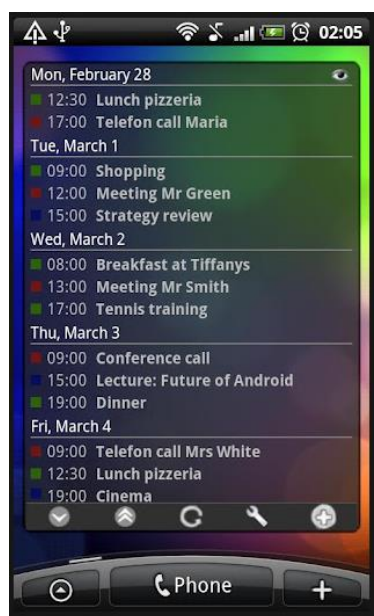 02:05
Mon, February 28
12:30 Lunch pizzeria
17:00 Telefon call Maria
Tue, March 1
09:00 Shopping
12:00 Meeting Mr Green
15:00 Strategy review
Wed, March 2
08:00 Breakfast at Tiffanys
13:00 Meeting Mr Smith
17:00 Tennis training
Thu, March 3
09:00 Conference call
15:00 Lecture: Future of Android
19:00 Dinner
Fri, March 4
09:00 Telefon call Mrs White
12:30 Lunch pizzeria
19:00 Cinema
Phone